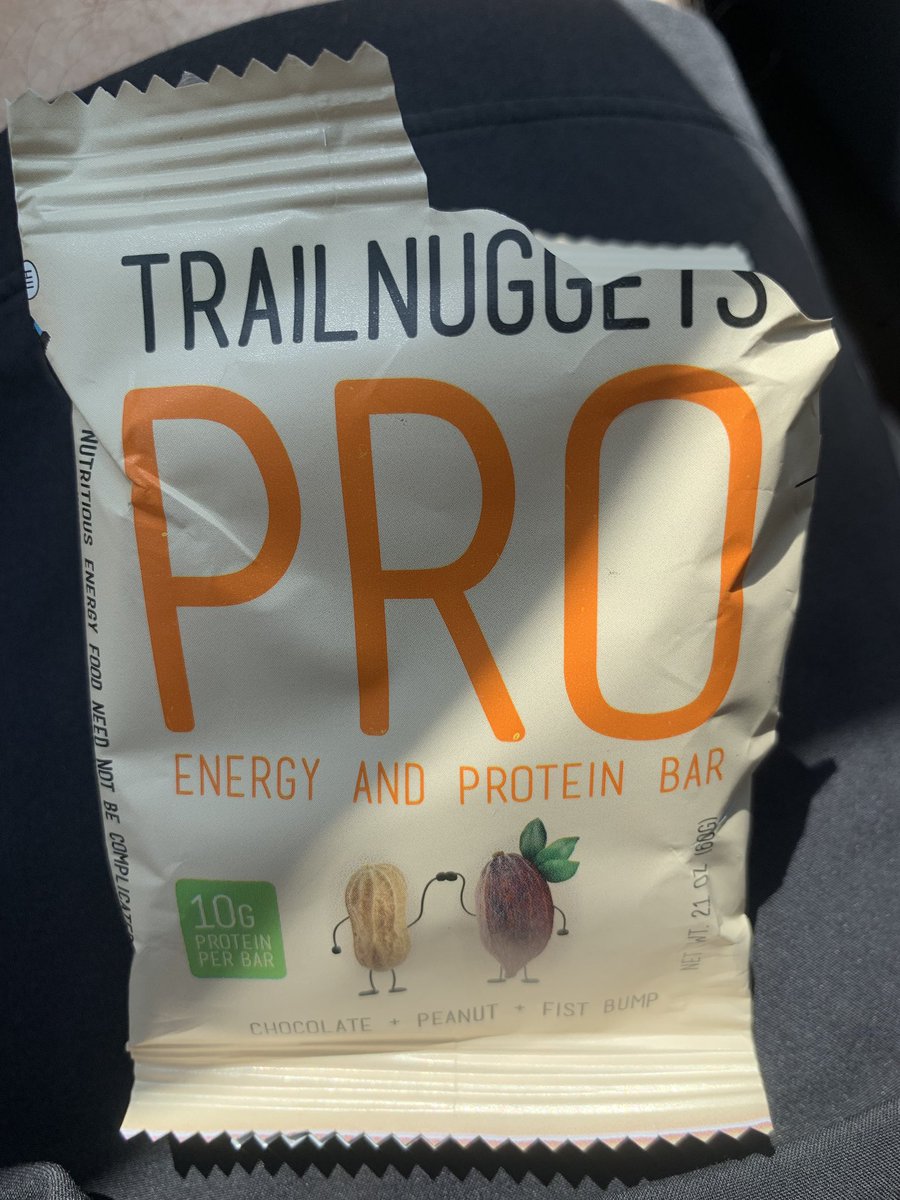 TRAILNUGGETS
PRO
ENERGY AND PROTEIN BAR
10G
PROTEIN
PER BAR
CHOCOLATE + PEANUT + FIST BUMP
NET WT. 2.1 OZ (60G)
NUTRITIOUS ENERGY FOOD NEED NOT BE